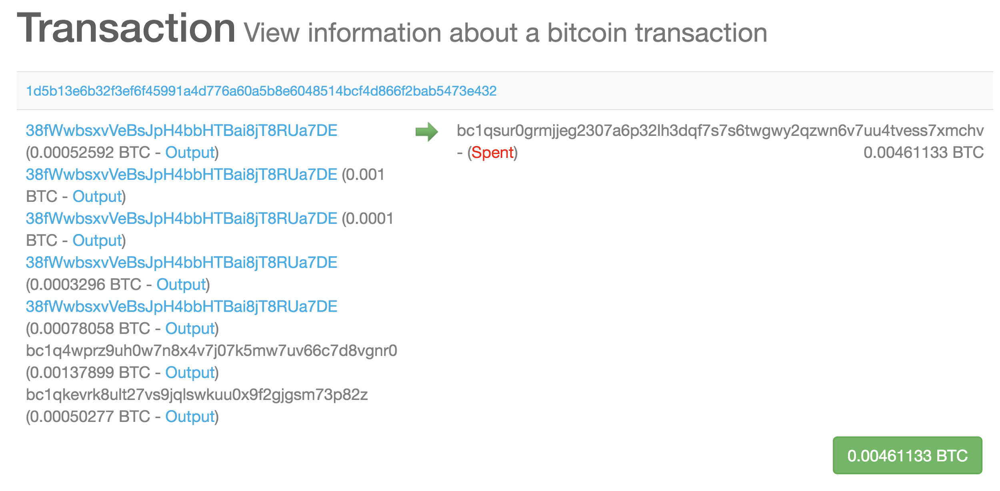 Transaction View information about a bitcoin transaction
1d5b13e6b32f3ef6f45991a4d776a60a5b8e6048514bcf4d866f2bab5473e432
38fWwbsxvVeBsJpH4bbHTBai8jT8RUa7DE
(0.00052592 BTC - Output)
38fWwbsxvVeBsJpH4bbHTBai8jT8RUa7DE (0.001
BTC - Output)
38fWwbsxvVeBsJpH4bbHTBai8jT8RUa7DE (0.0001
BTC - Output)
38fWwbsxvVeBsJpH4bbHTBai8jT8RUa7DE
(0.0003296 BTC - Output)
38fWwbsxvVeBsJpH4bbHTBai8jT8RUa7DE
(0.00078058 BTC - Output)
bc1q4wprz9uh0w7n8x4v7j07k5mw7uv66c7d8vgnr0
(0.00137899 BTC - Output)
bc1qkevrk8ult27vs9jqlswkuu0x9f2gjgsm73p82z
(0.00050277 BTC - Output)
bc1qsur0grmjjeg2307a6p32lh3dqf7s7s6twgwy2qzwn6v7uu4tvess7xmchv
- (Spent) 0.00461133 BTC
0.00461133 BTC